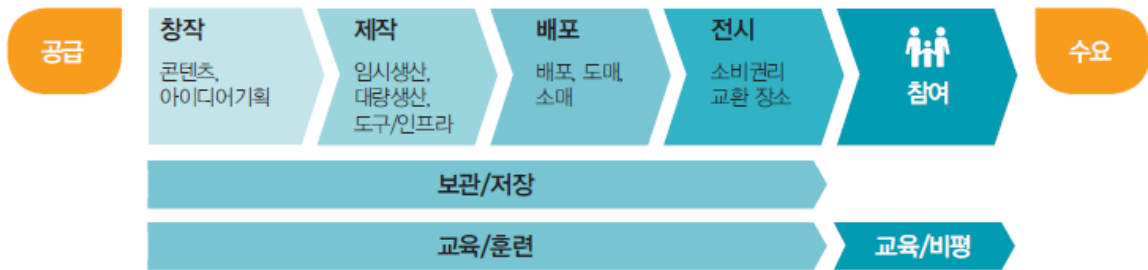 공급
창작
콘텐츠,
아이디어기획
제작
임시생산,
대량생산,
도구/인프라
배포
배포, 도매,
소매
전시
소비권리
교환 장소
참여
수요
보관/저장
교육/훈련
교육/비평